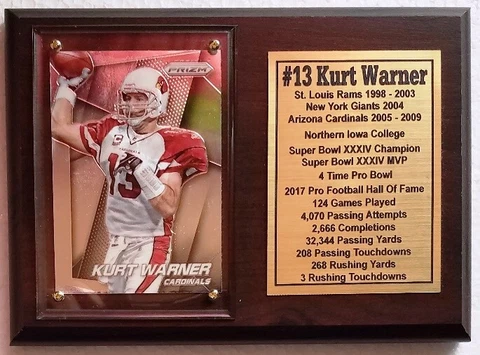 PRIZM
13
KURT WARNER
CARDINALS
#13 Kurt Warner
St. Louis Rams 1998 - 2003
New York Giants 2004
Arizona Cardinals 2005 - 2009
Northern Iowa College
Super Bowl XXXIV Champion
Super Bowl XXXIV MVP
4 Time Pro Bowl
2017 Pro Football Hall Of Fame
124 Games Played
4,070 Passing Attempts
2,666 Completions
32,344 Passing Yards
208 Passing Touchdowns
268 Rushing Yards
3 Rushing Touchdowns